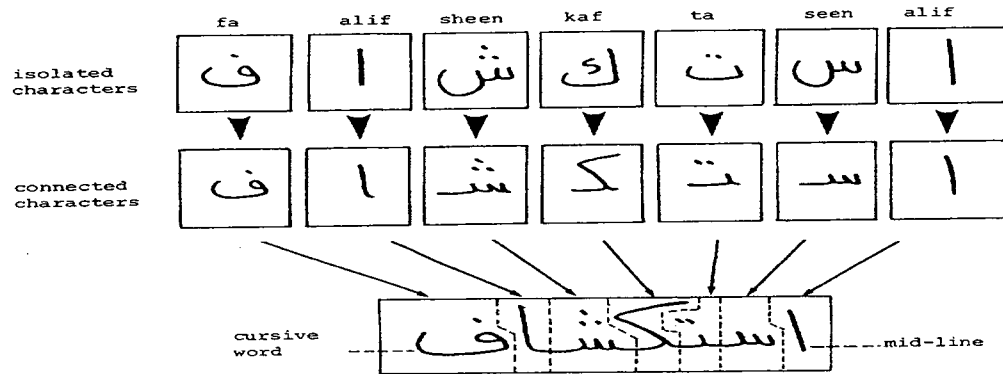 fa alif sheen kaf ta seen alif
isolated characters
ف ا ش ك ت س ا
connected characters
ف ا شـ كـ تـ سـ ا
استكشاف
cursive word
mid-line